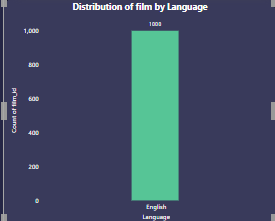 Distribution of film by Language
1000
1,000
800
600
400
200
0
Count of film_id
English
Language